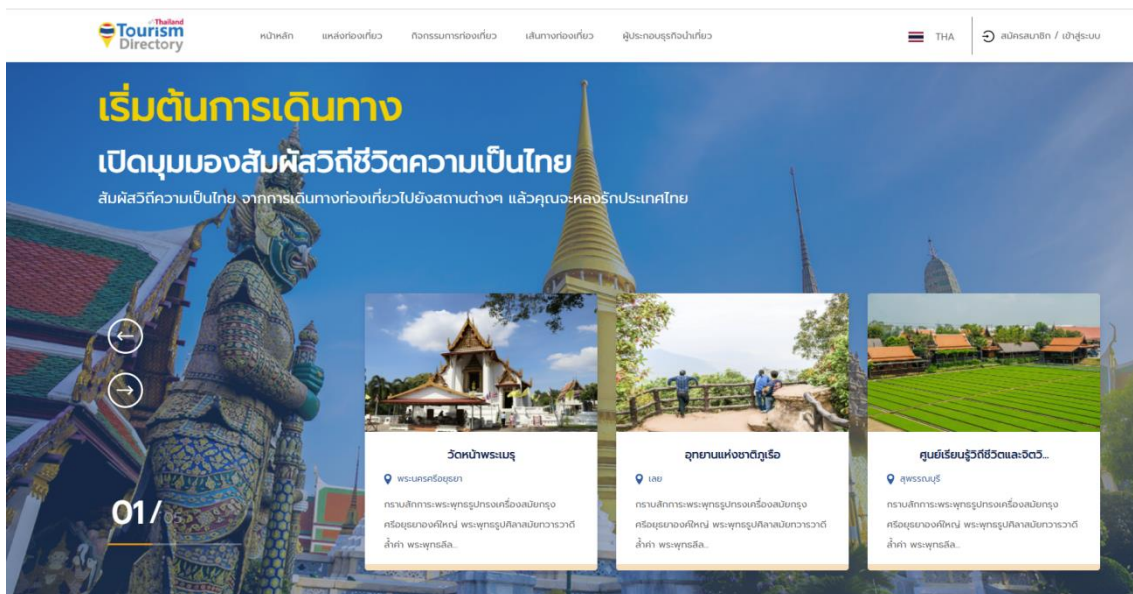 Thailand
Tourism
Directory
หน้าหลัก
แหล่งท่องเที่ยว
กิจกรรมการท่องเที่ยว
เส้นทางท่องเที่ยว
ผู้ประกอบธุรกิจนำเที่ยว
THA
สมัครสมาชิก / เข้าสู่ระบบ
เริ่มต้นการเดินทาง
เปิดมุมมองสัมผัสวิถีชีวิตความเป็นไทย
สัมผัสวิถีความเป็นไทย จากการเดินทางท่องเที่ยวไปยังสถานต่างๆ แล้วคุณจะหลงรักประเทศไทย
01/05
วัดหน้าพระเมรุ
พระนครศรีอยุธยา
กราบสักการะพระพุทธรูปทรงเครื่องสมัยกรุง
ศรีอยุธยาองค์ใหญ่ พระพุทธรูปศิลาสมัยทวารวาดี
ล้ำค่า พระพุทธลีล..
อุทยานแห่งชาติภูเรือ
เลย
กราบสักการะพระพุทธรูปทรงเครื่องสมัยกรุง
ศรีอยุธยาองค์ใหญ่ พระพุทธรูปศิลาสมัยทวารวาดี
ล้ำค่า พระพุทธลีล..
ศูนย์เรียนรู้วิถีชีวิตและจิตวิ...
สุพรรณบุรี
กราบสักการะพระพุทธรูปทรงเครื่องสมัยกรุง
ศรีอยุธยาองค์ใหญ่ พระพุทธรูปศิลาสมัยทวารวาดี
ล้ำค่า พระพุทธลีล..